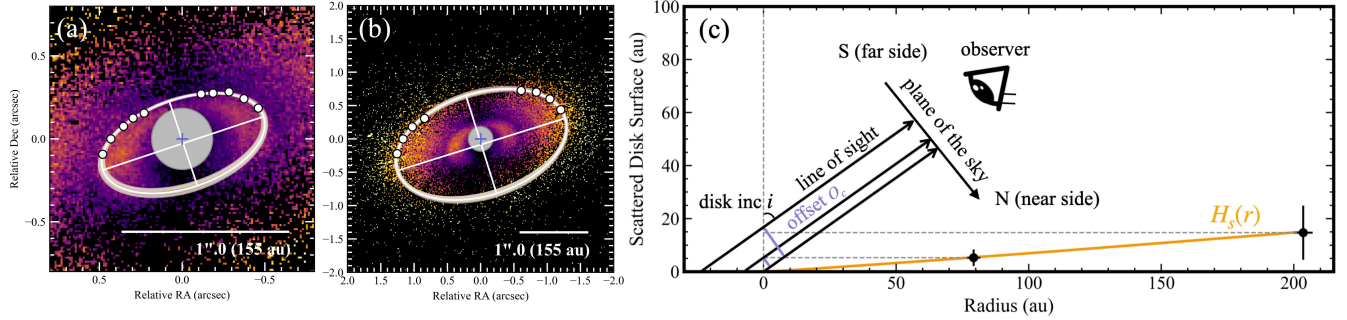 (a)
Relative Dec (arcsec)
0.5
0.0
−0.5
0.5
0.0
−0.5
Relative RA (arcsec)
1".0 (155 au)
(b)
2.0
1.5
1.0
0.5
0.0
−0.5
−1.0
−1.5
−2.0
2.0
1.5
1.0
0.5
0.0
−0.5
−1.0
−1.5
−2.0
Relative RA (arcsec)
1".0 (155 au)
(c)
Scattered Disk Surface (au)
100
80
60
40
20
0
0
50
100
150
200
Radius (au)
S (far side)
observer
plane of the sky
line of sight
N (near side)
disk inc i
offset O_c
H_s(r)